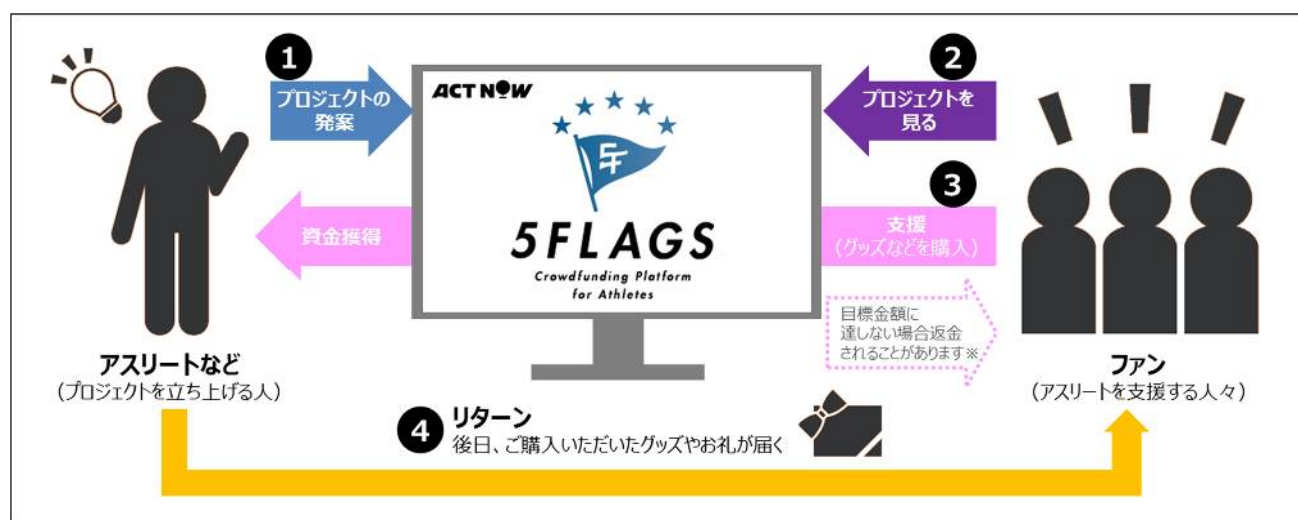 1
プロジェクトの
発案
2
プロジェクトを
見る
ACT NOW
5FLAGS
Crowdfunding Platform
for Athletes
3
資金獲得
支援
(グッズなどを購入)
目標金額に
達しない場合返金
されることがあります※
アスリートなど
(プロジェクトを立ち上げる人)
ファン
(アスリートを支援する人々)
4
リターン
後日、ご購入いただいたグッズやお礼が届く